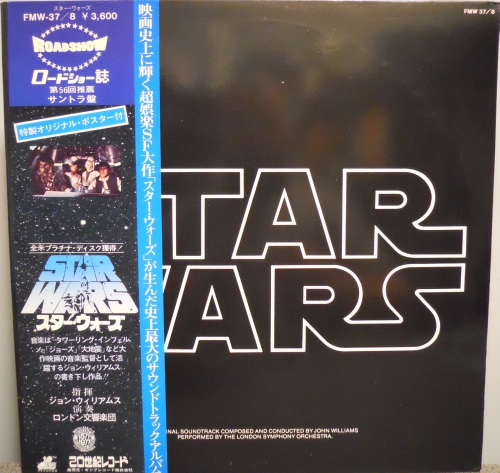 スター・ウォーズ
FMW-37/8 ¥3,600
ROADSHOW
ロードショー誌
第56回推薦
サントラ盤
特製オリジナル・ポスター付
全米プラチナ・ディスク獲得!
STAR
WARS
スター・ウォーズ
音楽は「タワーリング・インフェル
ノ」「ジョーズ」「大地震」など大
作映画の音楽監督として活
躍するジョン・ウィリアムス
の書き下し作品!!
指揮
ジョン・ウィリアムス
演奏
ロンドン交響楽団
20世紀レコード
映画史上に輝く超娯楽SF大作「スター・ウォーズ」が生んだ史上最大のサウンドトラック・アルバム
FMW 37/8
TAR
WARS
NAL SOUNDTRACK COMPOSED AND CONDUCTED BY JOHN WILLIAMS
PERFORMED BY THE LONDON SYMPHONY ORCHESTRA.